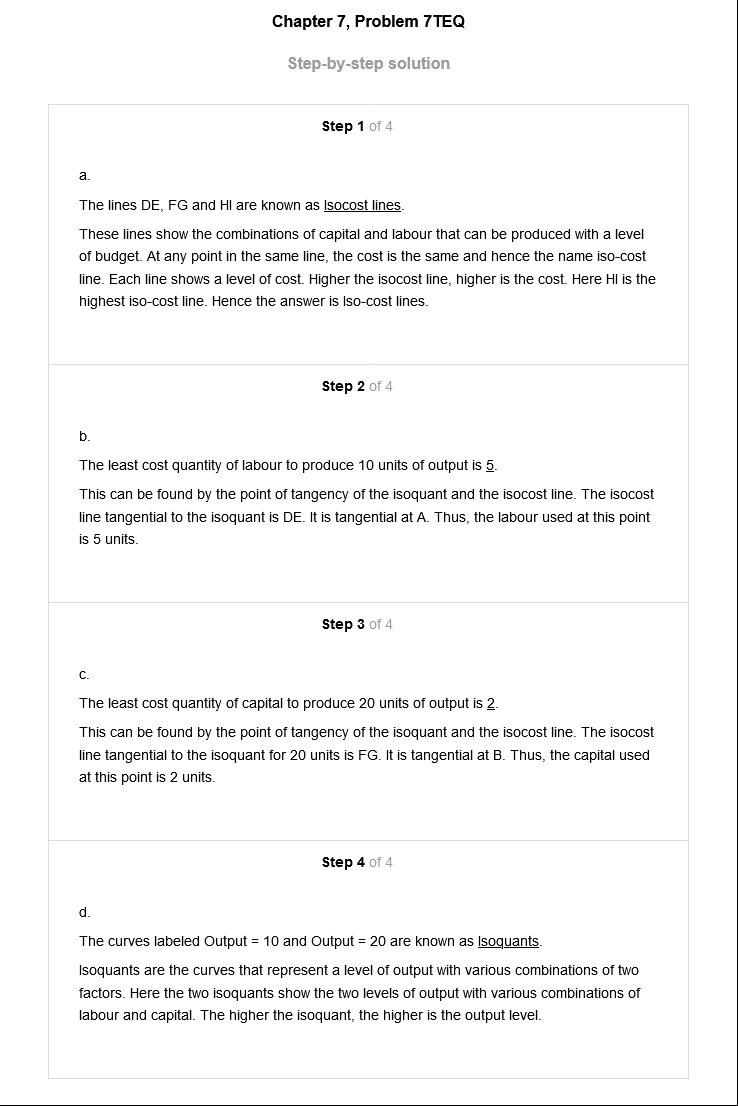 Chapter 7, Problem 7TEQ
Step-by-step solution
Step 1 of 4
a.
The lines DE, FG and HI are known as Isocost lines.
These lines show the combinations of capital and labour that can be produced with a level
of budget. At any point in the same line, the cost is the same and hence the name iso-cost
line. Each line shows a level of cost. Higher the isocost line, higher is the cost. Here HI is the
highest iso-cost line. Hence the answer is Iso-cost lines.
Step 2 of 4
b.
The least cost quantity of labour to produce 10 units of output is 5.
This can be found by the point of tangency of the isoquant and the isocost line. The isocost
line tangential to the isoquant is DE. It is tangential at A. Thus, the labour used at this point
is 5 units.
Step 3 of 4
c.
The least cost quantity of capital to produce 20 units of output is 2.
This can be found by the point of tangency of the isoquant and the isocost line. The isocost
line tangential to the isoquant for 20 units is FG. It is tangential at B. Thus, the capital used
at this point is 2 units.
Step 4 of 4
d.
The curves labeled Output = 10 and Output = 20 are known as Isoquants.
Isoquants are the curves that represent a level of output with various combinations of two
factors. Here the two isoquants show the two levels of output with various combinations of
labour and capital. The higher the isoquant, the higher is the output level.